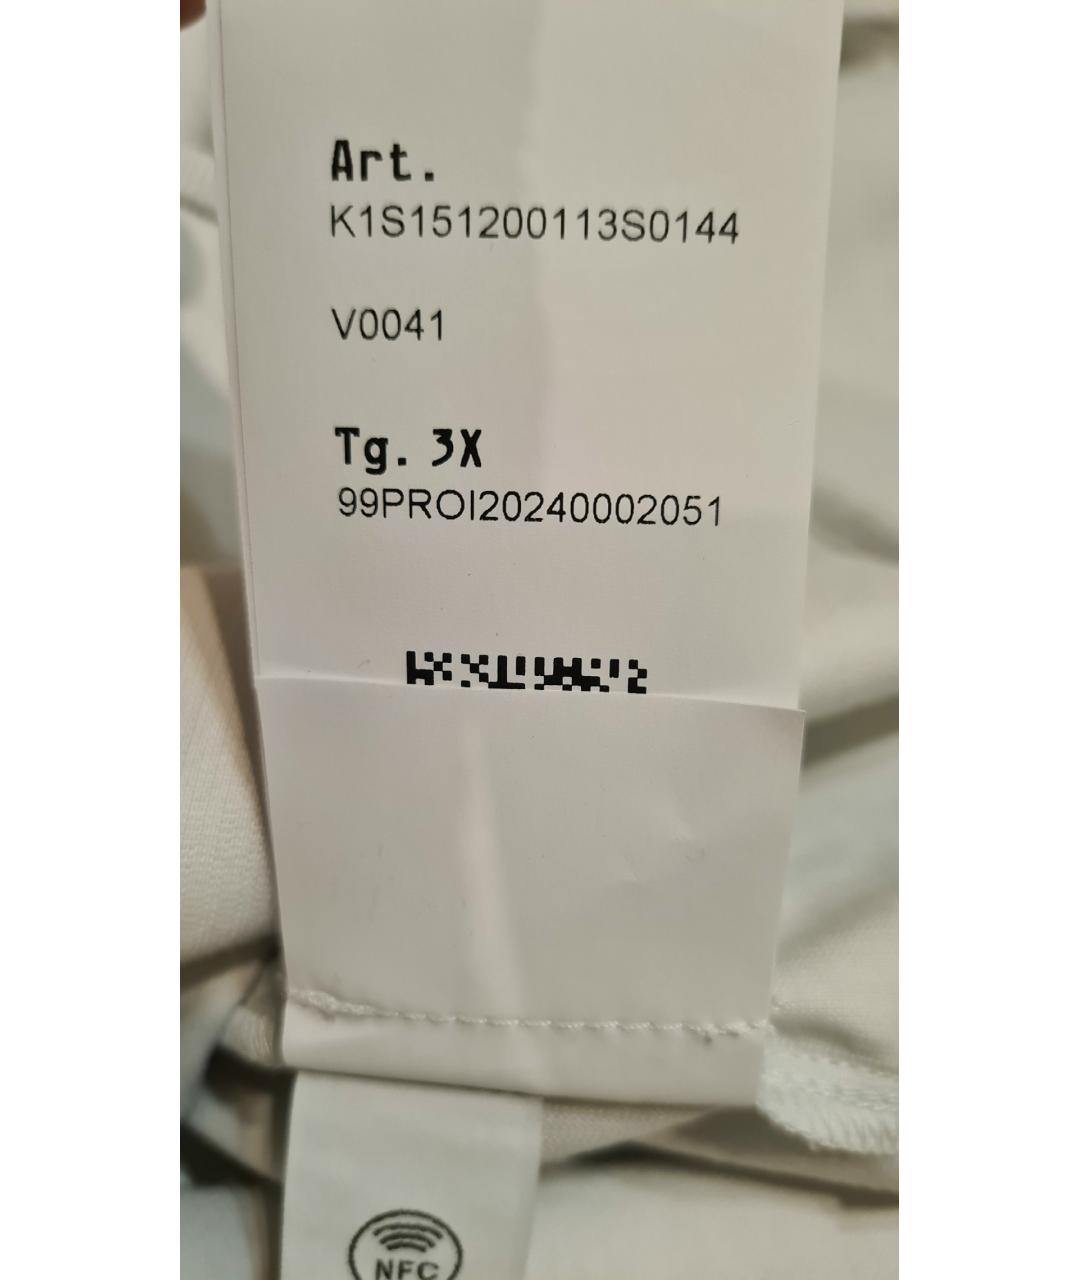 Art.
K1S151200113S0144
V0041
Tg. 3X
99PROI20240002051
NFC